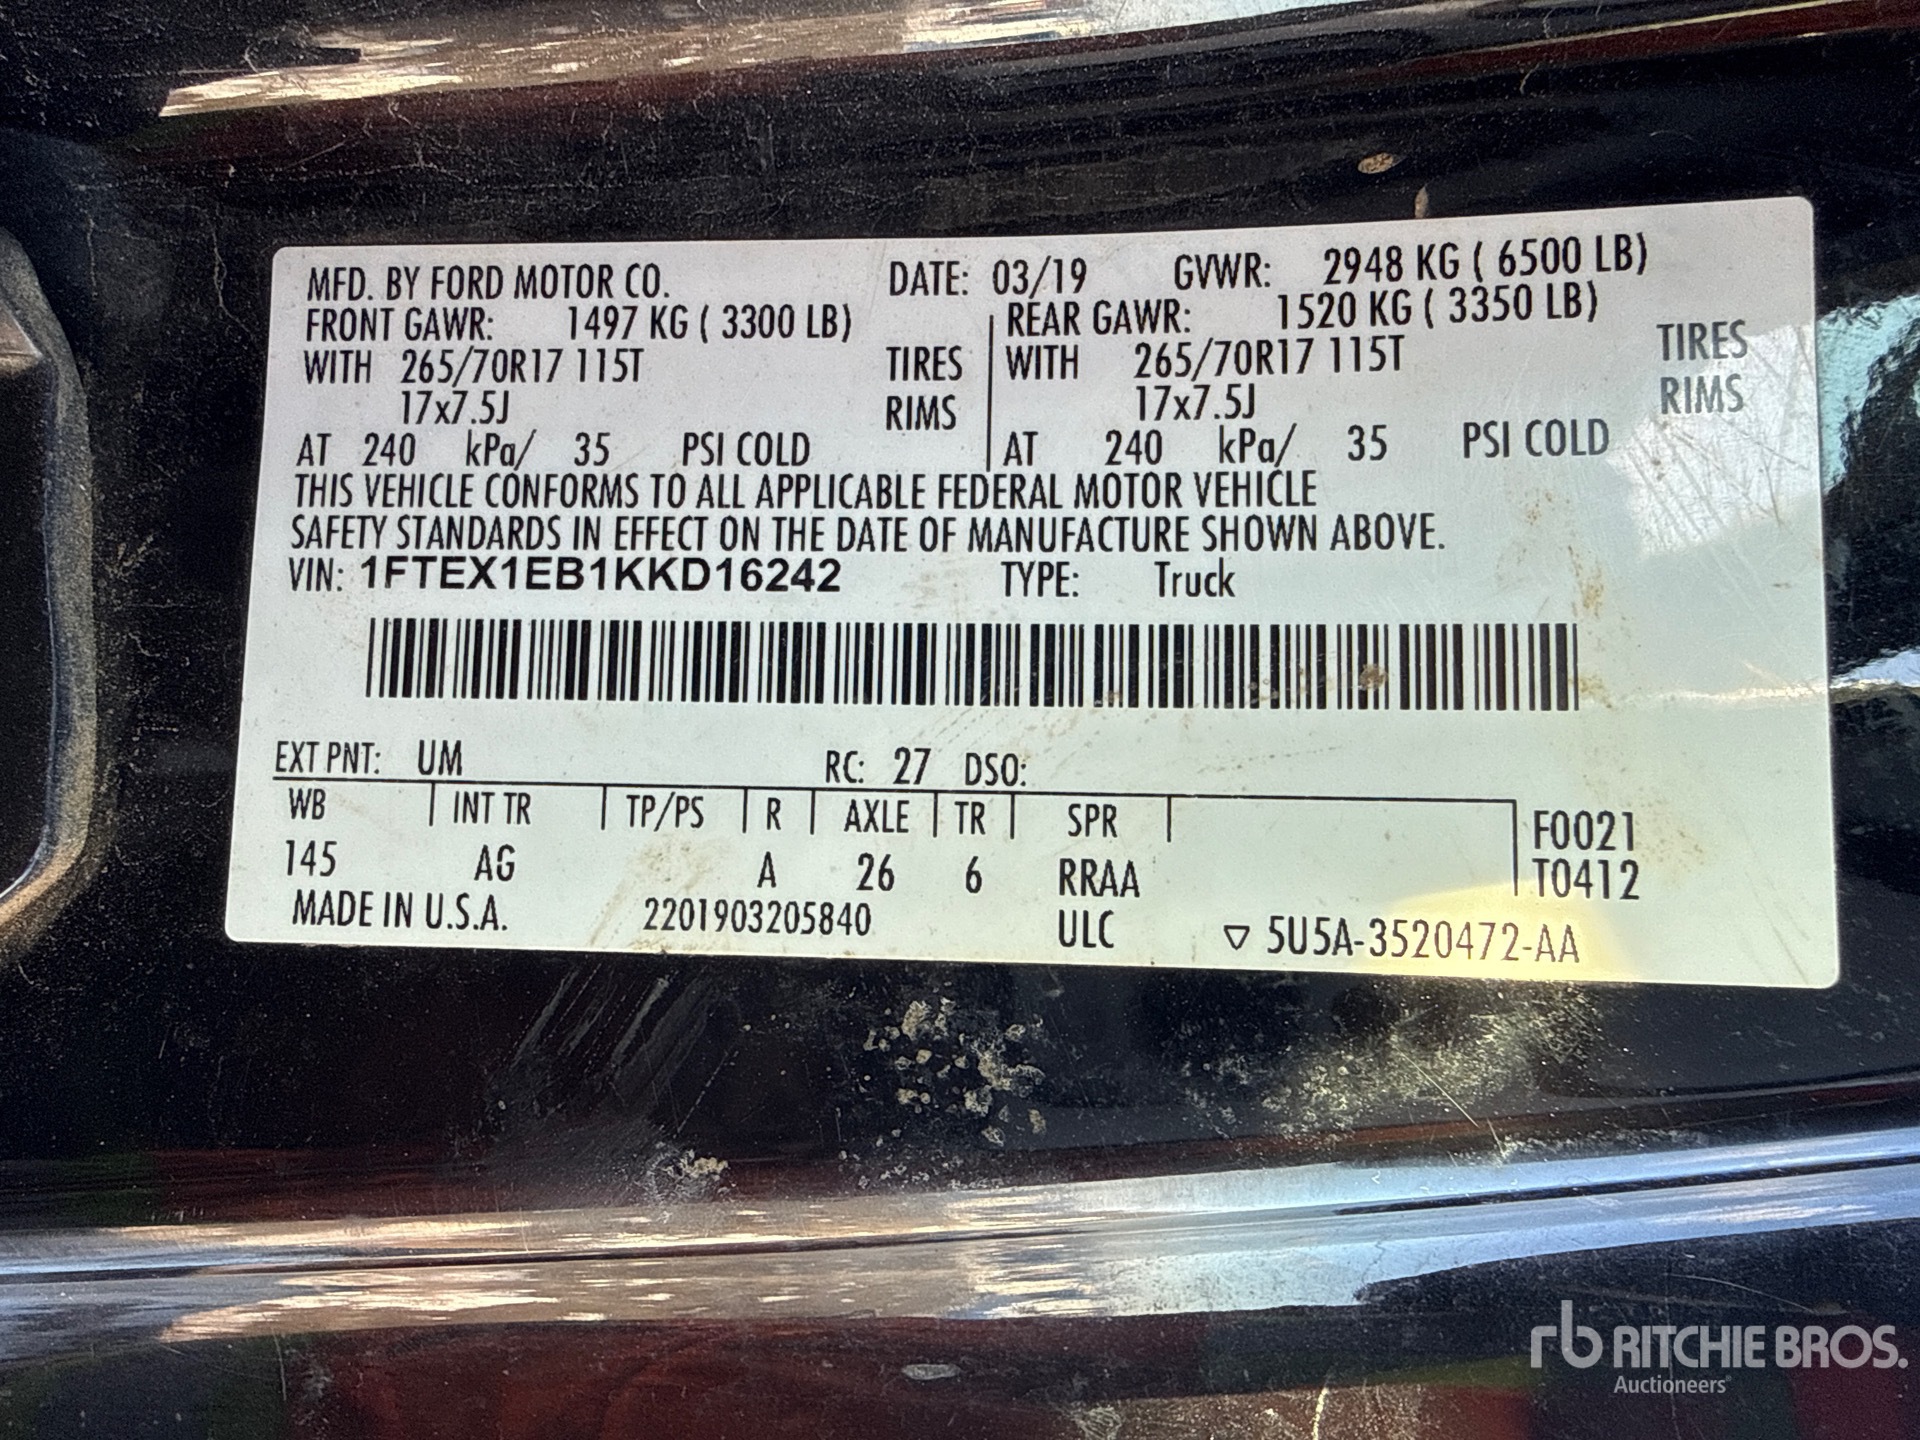 MFD. BY FORD MOTOR CO. DATE: 03/19 GVWR: 2948 KG ( 6500 LB)
FRONT GAWR: 1497 KG ( 3300 LB) REAR GAWR: 1520 KG ( 3350 LB)
WITH 265/70R17 115T TIRES WITH 265/70R17 115T TIRES
17x7.5J RIMS 17x7.5J RIMS
AT 240 kPa/ 35 PSI COLD AT 240 kPa/ 35 PSI COLD
THIS VEHICLE CONFORMS TO ALL APPLICABLE FEDERAL MOTOR VEHICLE
SAFETY STANDARDS IN EFFECT ON THE DATE OF MANUFACTURE SHOWN ABOVE.
VIN: 1FTEX1EB1KKD16242 TYPE: Truck
EXT PNT: UM RC: 27 DSO:
WB INT TR TP/PS R AXLE TR SPR F0021
145 AG A 26 6 RRAA T0412
MADE IN U.S.A. 2201903205840 ULC ▽ 5U5A-3520472-AA
rb RITCHIE BROS.
Auctioneers